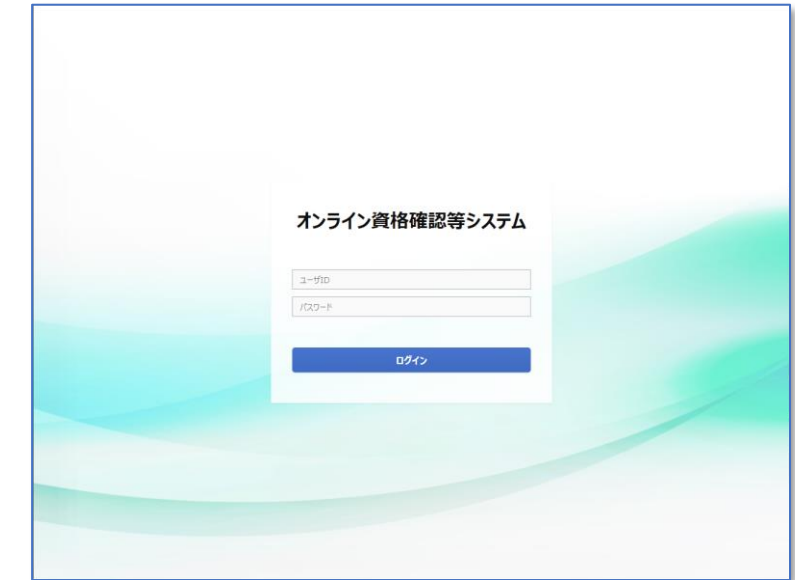 オンライン資格確認等システム
ユーザID
パスワード
ログイン